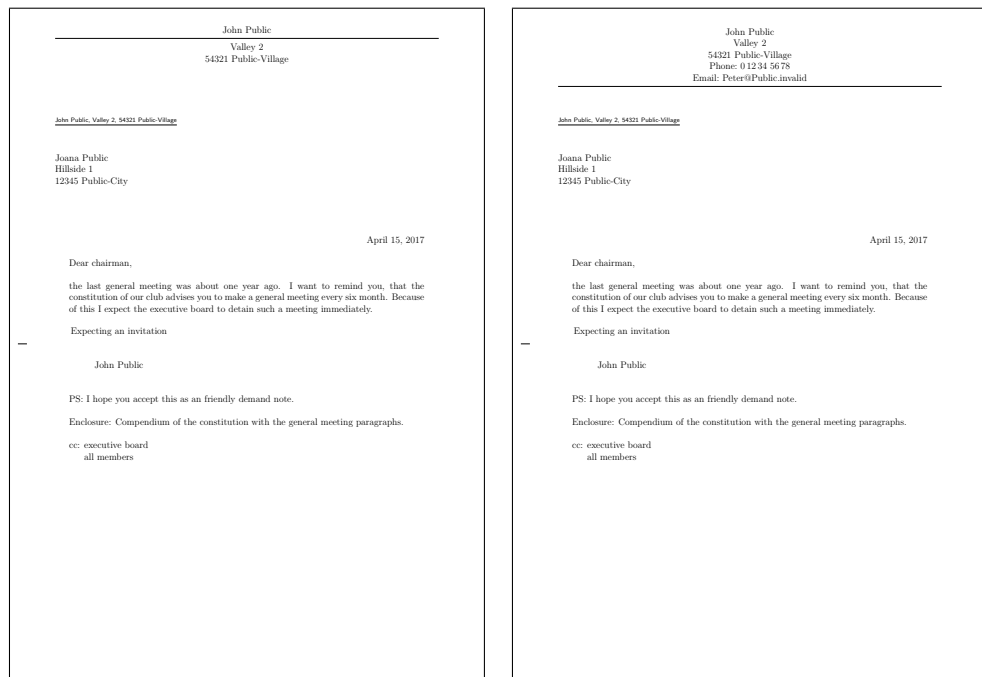 John Public
Valley 2
54321 Public-Village
John Public, Valley 2, 54321 Public-Village
Joana Public
Hillside 1
12345 Public-City
April 15, 2017
Dear chairman,
the last general meeting was about one year ago. I want to remind you, that the
constitution of our club advises you to make a general meeting every six month. Because
of this I expect the executive board to detain such a meeting immediately.
Expecting an invitation
John Public
PS: I hope you accept this as an friendly demand note.
Enclosure: Compendium of the constitution with the general meeting paragraphs.
cc: executive board
all members
John Public
Valley 2
54321 Public-Village
Phone: 0 12 34 56 78
Email: Peter@Public.invalid
John Public, Valley 2, 54321 Public-Village
Joana Public
Hillside 1
12345 Public-City
April 15, 2017
Dear chairman,
the last general meeting was about one year ago. I want to remind you, that the
constitution of our club advises you to make a general meeting every six month. Because
of this I expect the executive board to detain such a meeting immediately.
Expecting an invitation
John Public
PS: I hope you accept this as an friendly demand note.
Enclosure: Compendium of the constitution with the general meeting paragraphs.
cc: executive board
all members